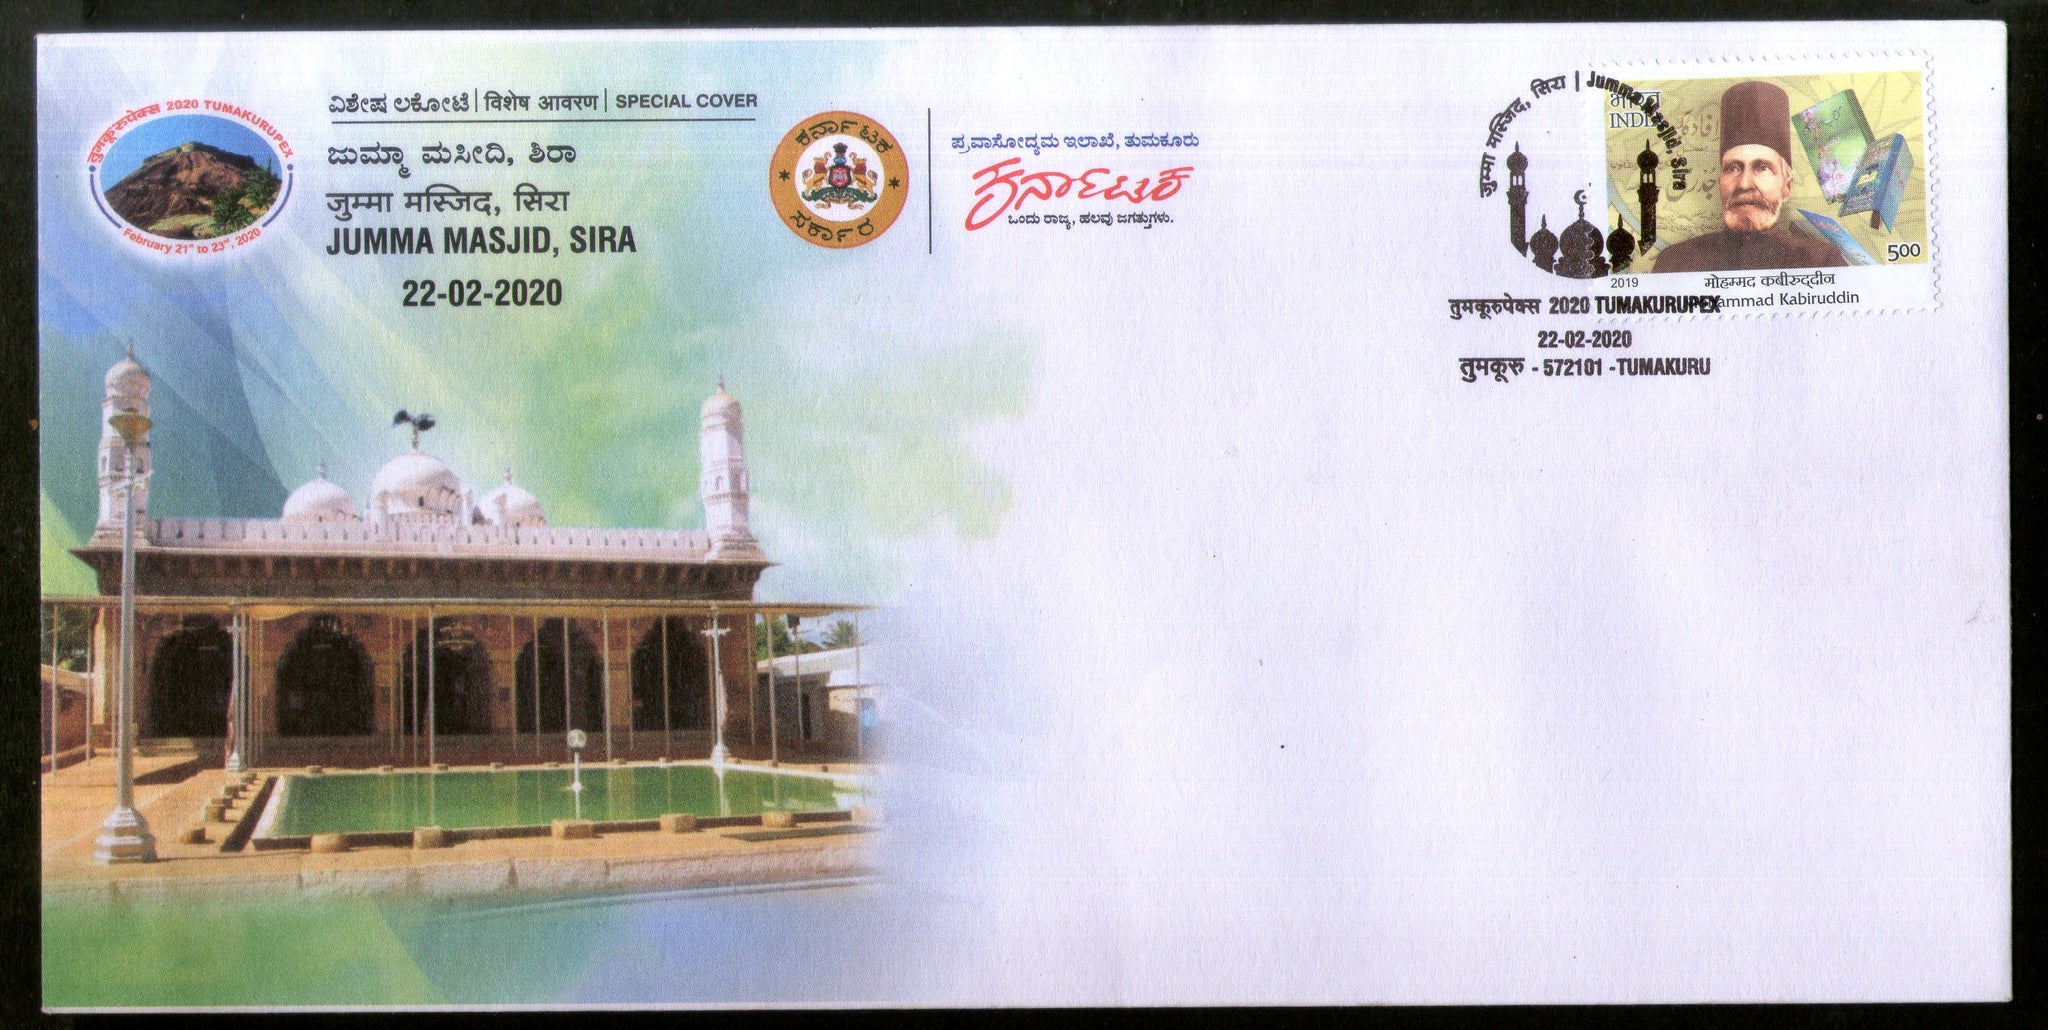 तुमकूरुपेक्स 2020 TUMAKURUPEX
February 21st to 23rd, 2020
ವಿಶೇಷ ಲಕೋಟೆ | विशेष आवरण | SPECIAL COVER
ಜುಮ್ಮಾ ಮಸೀದಿ, ಶಿರಾ
जुम्मा मस्जिद, सिरा
JUMMA MASJID, SIRA
22-02-2020
ಕರ್ನಾಟಕ
ಸರ್ಕಾರ
ಪ್ರವಾಸೋದ್ಯಮ ಇಲಾಖೆ, ತುಮಕೂರು
ಕರ್ನಾಟಕ
ಒಂದು ರಾಜ್ಯ, ಹಲವು ಜಗತ್ತುಗಳು.
जुम्मा मस्जिद, सिरा | Jumma Masjid, Sira
भारत
INDIA
500
2019
मोहम्मद कबीरुद्दीन
Mohammad Kabiruddin
तुमकूरुपेक्स 2020 TUMAKURUPEX
22-02-2020
तुमकूरु - 572101 -TUMAKURU